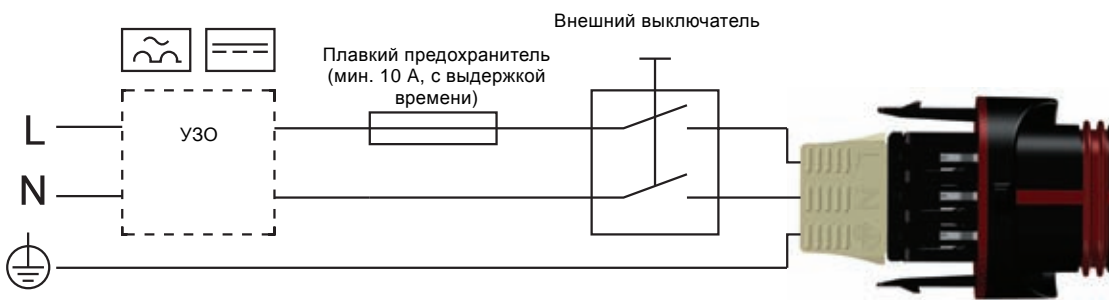 Внешний выключатель
Плавкий предохранитель
(мин. 10 А, с выдержкой
времени)
УЗО
L
N
L
N